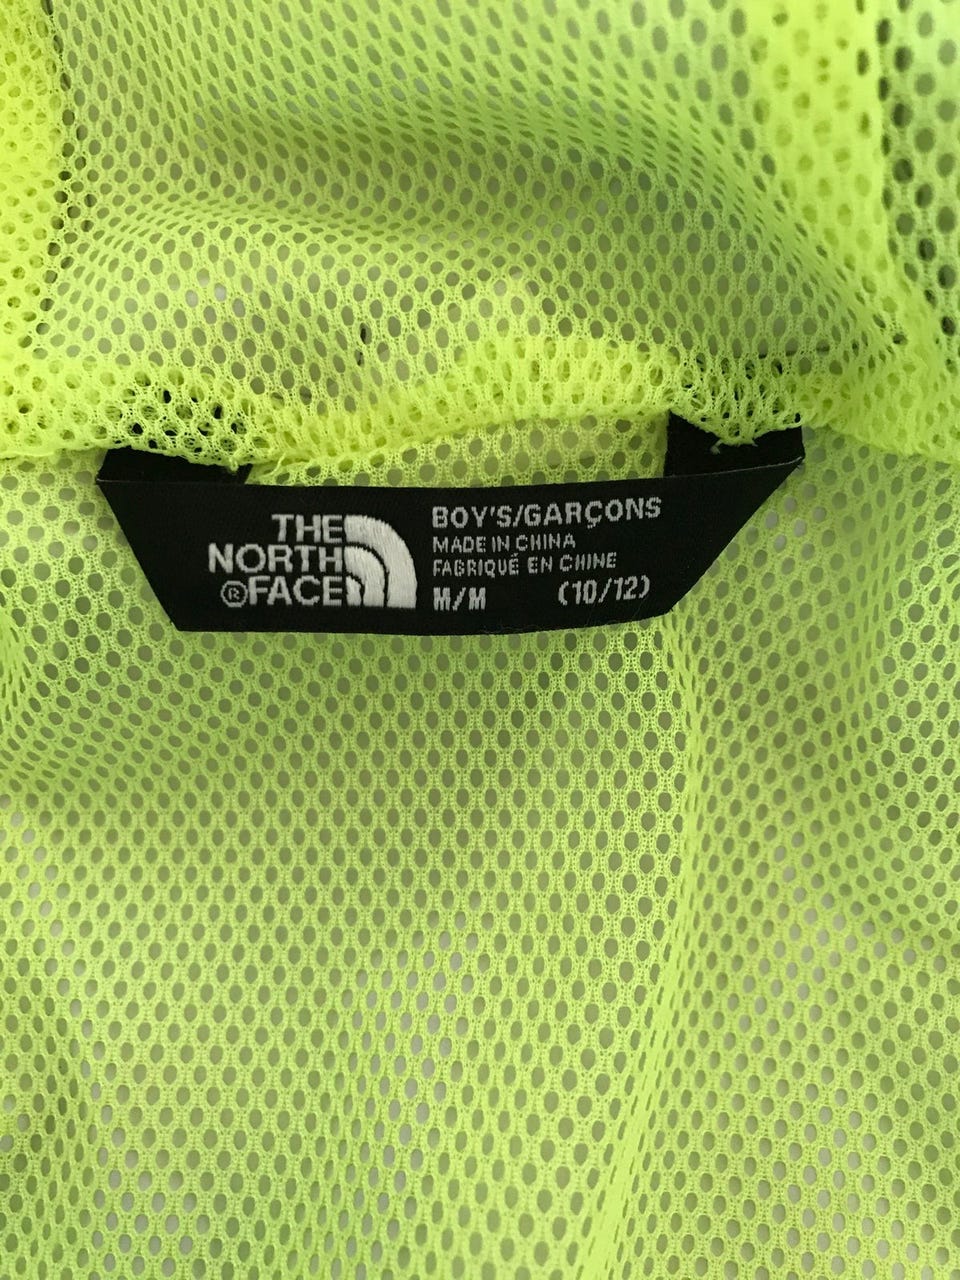 THE
NORTH
®FACE
BOY'S/GARÇONS
MADE IN CHINA
FABRIQUÉ EN CHINE
M/M (10/12)